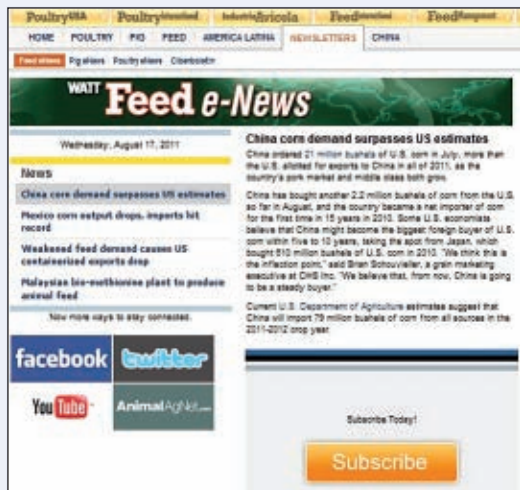 PoultryUSA PoultryInternational IndustriaAvicola FeedInternational FeedManagement
HOME POULTRY PIG FEED AMERICA LATINA NEWSLETTERS CHINA
Feed eNews Pig eNews Poultry eNews Ciberboletín
WATT Feed e-News
Wednesday, August 17, 2011
News
China corn demand surpasses US estimates
Mexico corn output drops, imports hit
record
Weakened feed demand causes US
containerized exports drop
Malaysian bio-methionine plant to produce
animal feed
Now more ways to stay connected.
facebook twitter
YouTube AnimalAgNet.com
China corn demand surpasses US estimates
China ordered 21 million bushels of U.S. corn in July, more than
the U.S. allotted for exports to China in all of 2011, as the
country's pork market and middle class both grow.
China has bought another 2.2 million bushels of corn from the U.S.
so far in August, and the country became a net importer of corn
for the first time in 15 years in 2010. Some U.S. economists
believe that China might become the biggest foreign buyer of U.S.
corn within five to 10 years, taking the spot from Japan, which
bought 510 million bushels of U.S. corn in 2010. "We think this is
the inflection point," said Brian Schouvieller, a grain marketing
executive at CHS Inc. "We believe that, from now, China is going
to be a steady buyer."
Current U.S. Department of Agriculture estimates suggest that
China will import 79 million bushels of corn from all sources in the
2011-2012 crop year.
Subscribe Today!
Subscribe